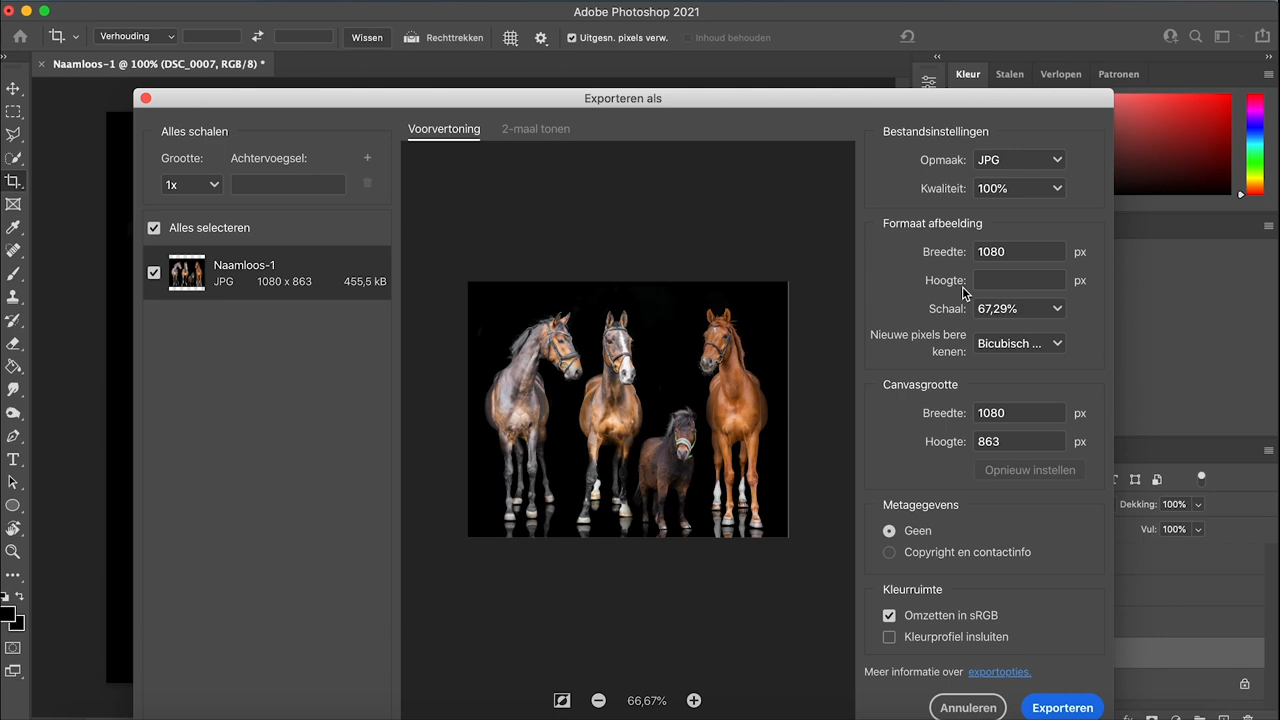 Adobe Photoshop 2021
Verhouding
Wissen
Rechttrekken
Uitgesn. pixels verw.
Inhoud behouden
Naamloos-1 @ 100% (DSC_0007, RGB/8) *
Kleur
Stalen
Verlopen
Patronen
Exporteren als
Alles schalen
Grootte:
Achtervoegsel:
1x
Alles selecteren
Naamloos-1
JPG 1080 x 863 455,5 kB
Voorvertoning
2-maal tonen
66,67%
Bestandsinstellingen
Opmaak: JPG
Kwaliteit: 100%
Formaat afbeelding
Breedte: 1080 px
Hoogte: px
Schaal: 67,29%
Nieuwe pixels bere
kenen: Bicubisch ...
Canvasgrootte
Breedte: 1080 px
Hoogte: 863 px
Opnieuw instellen
Metagegevens
Geen
Copyright en contactinfo
Kleurruimte
Omzetten in sRGB
Kleurprofiel insluiten
Meer informatie over exportopties.
Annuleren
Exporteren
Dekking: 100%
Vul: 100%